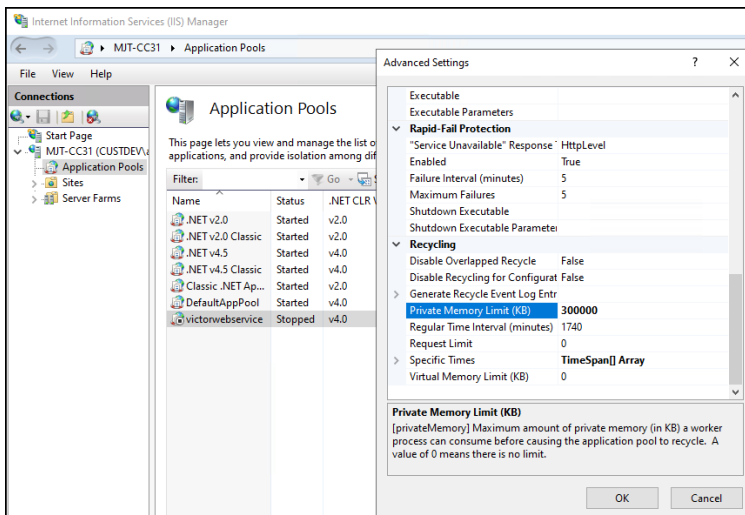 Internet Information Services (IIS) Manager
MJT-CC31 Application Pools
File View Help
Connections
Start Page
MJT-CC31 (CUSTDEV\
Application Pools
Sites
Server Farms
Application Pools
This page lets you view and manage the list o
applications, and provide isolation among dif
Filter: Go
Name Status .NET CLR
.NET v2.0 Started v2.0
.NET v2.0 Classic Started v2.0
.NET v4.5 Started v4.0
.NET v4.5 Classic Started v4.0
Classic .NET Ap... Started v2.0
DefaultAppPool Started v4.0
victorwebservice Stopped v4.0
Advanced Settings ?
Executable
Executable Parameters
Rapid-Fail Protection
"Service Unavailable" Response HttpLevel
Enabled True
Failure Interval (minutes) 5
Maximum Failures 5
Shutdown Executable
Shutdown Executable Parameter
Recycling
Disable Overlapped Recycle False
Disable Recycling for Configurat False
Generate Recycle Event Log Entr
Private Memory Limit (KB) 300000
Regular Time Interval (minutes) 1740
Request Limit 0
Specific Times TimeSpan[] Array
Virtual Memory Limit (KB) 0
Private Memory Limit (KB)
[privateMemory] Maximum amount of private memory (in KB) a worker
process can consume before causing the application pool to recycle. A
value of 0 means there is no limit.
OK Cancel